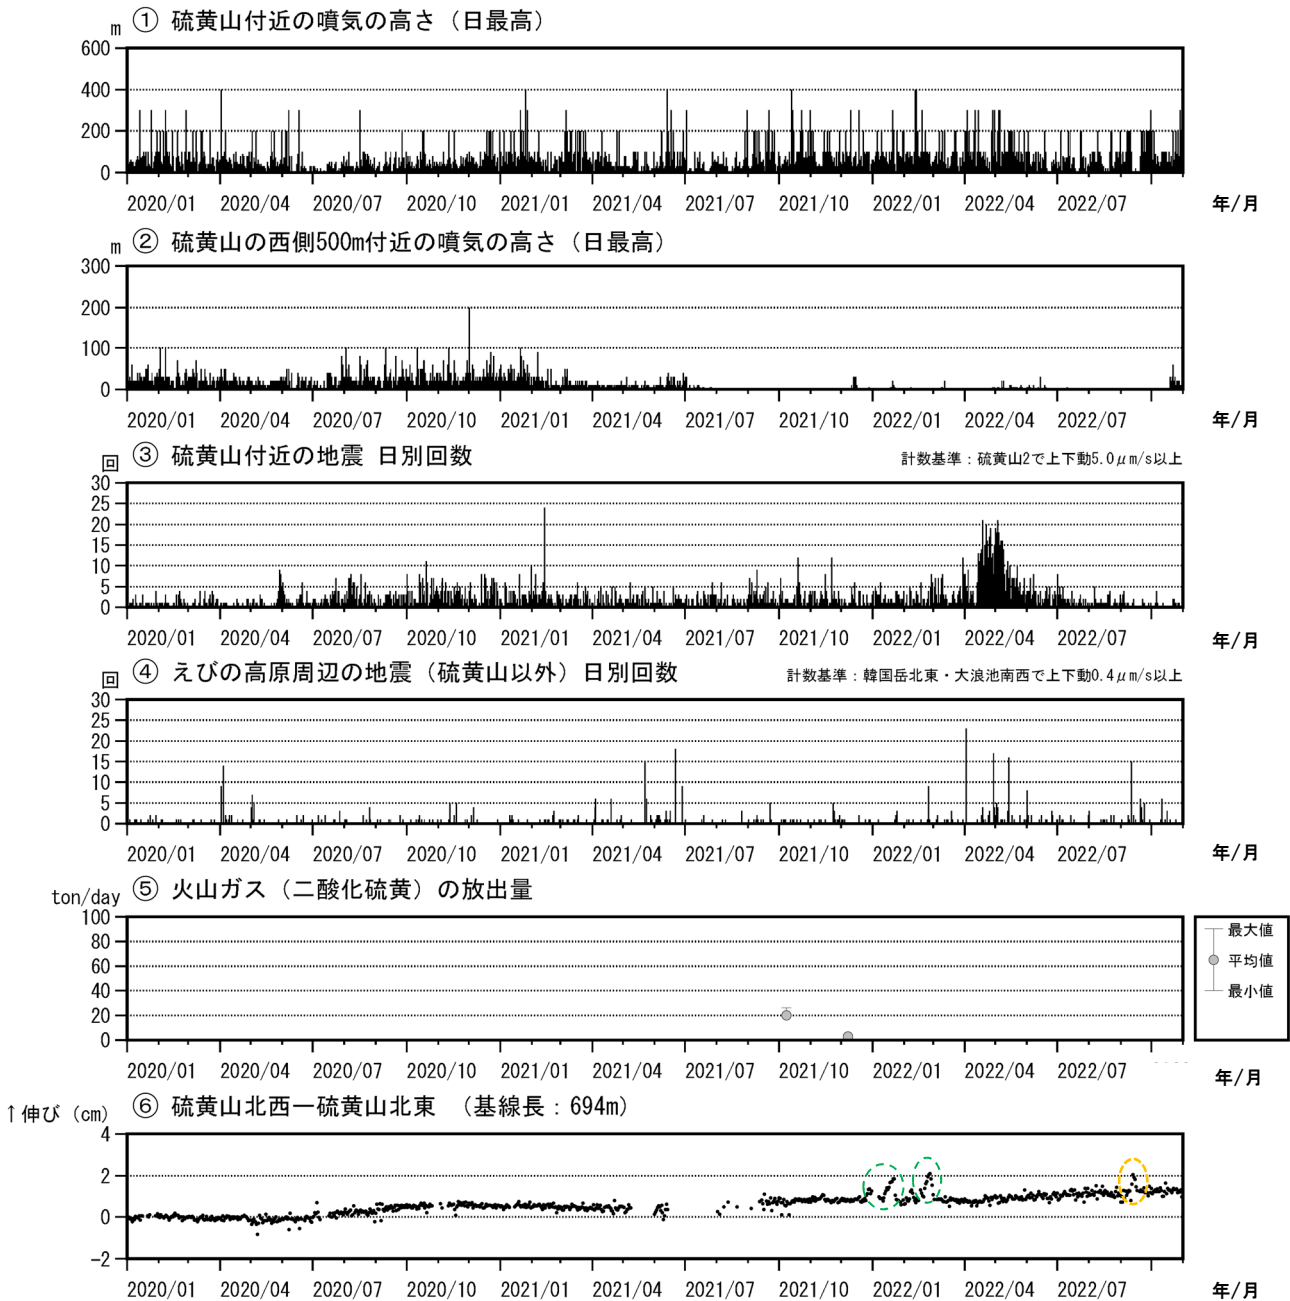 ① 硫黄山付近の噴気の高さ（日最高）
m
600
400
200
0
2020/01 2020/04 2020/07 2020/10 2021/01 2021/04 2021/07 2021/10 2022/01 2022/04 2022/07 年/月
② 硫黄山の西側500m付近の噴気の高さ（日最高）
m
300
200
100
0
2020/01 2020/04 2020/07 2020/10 2021/01 2021/04 2021/07 2021/10 2022/01 2022/04 2022/07 年/月
③ 硫黄山付近の地震 日別回数
計数基準：硫黄山2で上下動5.0μm/s以上
回
30
25
20
15
10
5
0
2020/01 2020/04 2020/07 2020/10 2021/01 2021/04 2021/07 2021/10 2022/01 2022/04 2022/07 年/月
④ えびの高原周辺の地震（硫黄山以外）日別回数
計数基準：韓国岳北東・大浪池南西で上下動0.4μm/s以上
回
30
25
20
15
10
5
0
2020/01 2020/04 2020/07 2020/10 2021/01 2021/04 2021/07 2021/10 2022/01 2022/04 2022/07 年/月
⑤ 火山ガス（二酸化硫黄）の放出量
ton/day
100
80
60
40
20
0
最大値
平均値
最小値
2020/01 2020/04 2020/07 2020/10 2021/01 2021/04 2021/07 2021/10 2022/01 2022/04 2022/07 年/月
⑥ 硫黄山北西ー硫黄山北東 （基線長：694m）
↑伸び（cm）
4
2
0
-2
2020/01 2020/04 2020/07 2020/10 2021/01 2021/04 2021/07 2021/10 2022/01 2022/04 2022/07 年/月